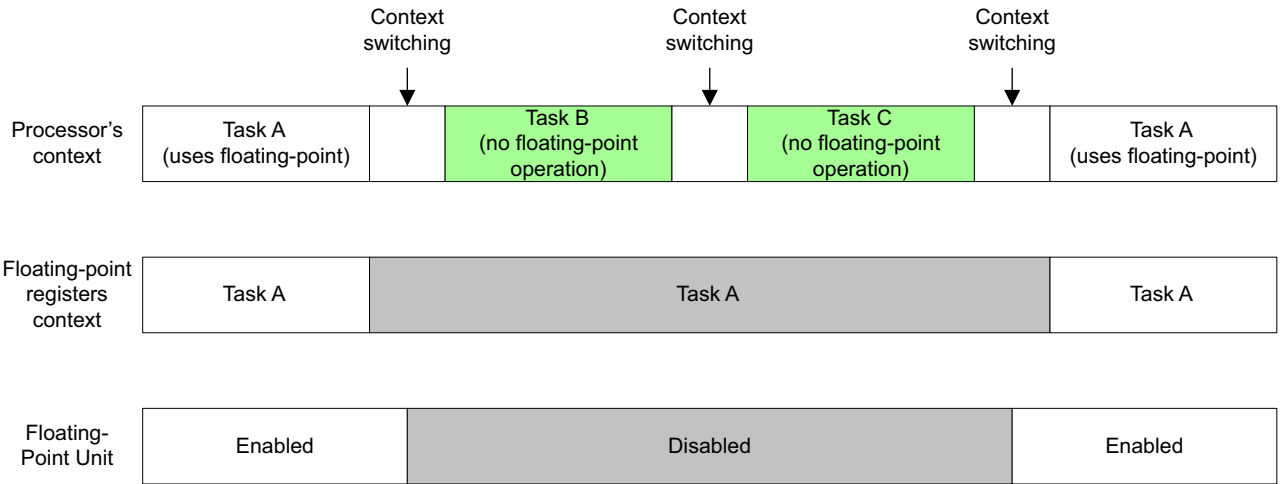 Context
switching
Context
switching
Context
switching
Processor's
context
Task A
(uses floating-point)
Task B
(no floating-point
operation)
Task C
(no floating-point
operation)
Task A
(uses floating-point)
Floating-point
registers
context
Task A
Task A
Task A
Floating-
Point Unit
Enabled
Disabled
Enabled